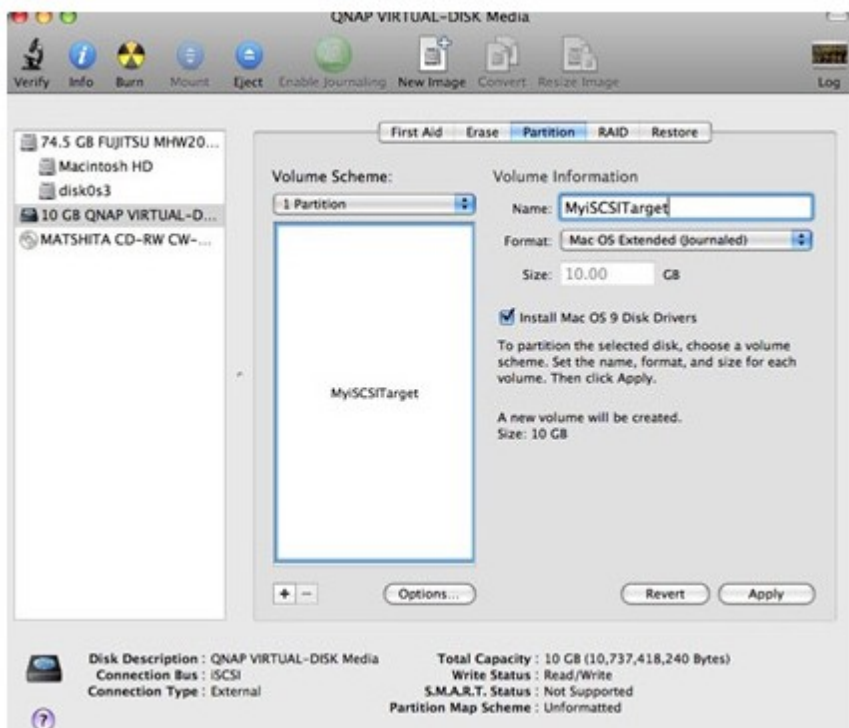 QNAP VIRTUAL-DISK Media
Verify Info Burn Mount Eject Enable Journaling New Image Convert Resize Image Log
74.5 GB FUJITSU MHW20...
Macintosh HD
disk0s3
10 GB QNAP VIRTUAL-D...
MATSHITA CD-RW CW-...
First Aid Erase Partition RAID Restore
Volume Scheme:
1 Partition
MyiSCSITarget
+ − Options...
Volume Information
Name: MyiSCSITarget
Format: Mac OS Extended (Journaled)
Size: 10.00 GB
Install Mac OS 9 Disk Drivers
To partition the selected disk, choose a volume
scheme. Set the name, format, and size for each
volume. Then click Apply.
A new volume will be created.
Size: 10 GB
Revert Apply
Disk Description : QNAP VIRTUAL-DISK Media
Connection Bus : iSCSI
Connection Type : External
Total Capacity : 10 GB (10,737,418,240 Bytes)
Write Status : Read/Write
S.M.A.R.T. Status : Not Supported
Partition Map Scheme : Unformatted
?